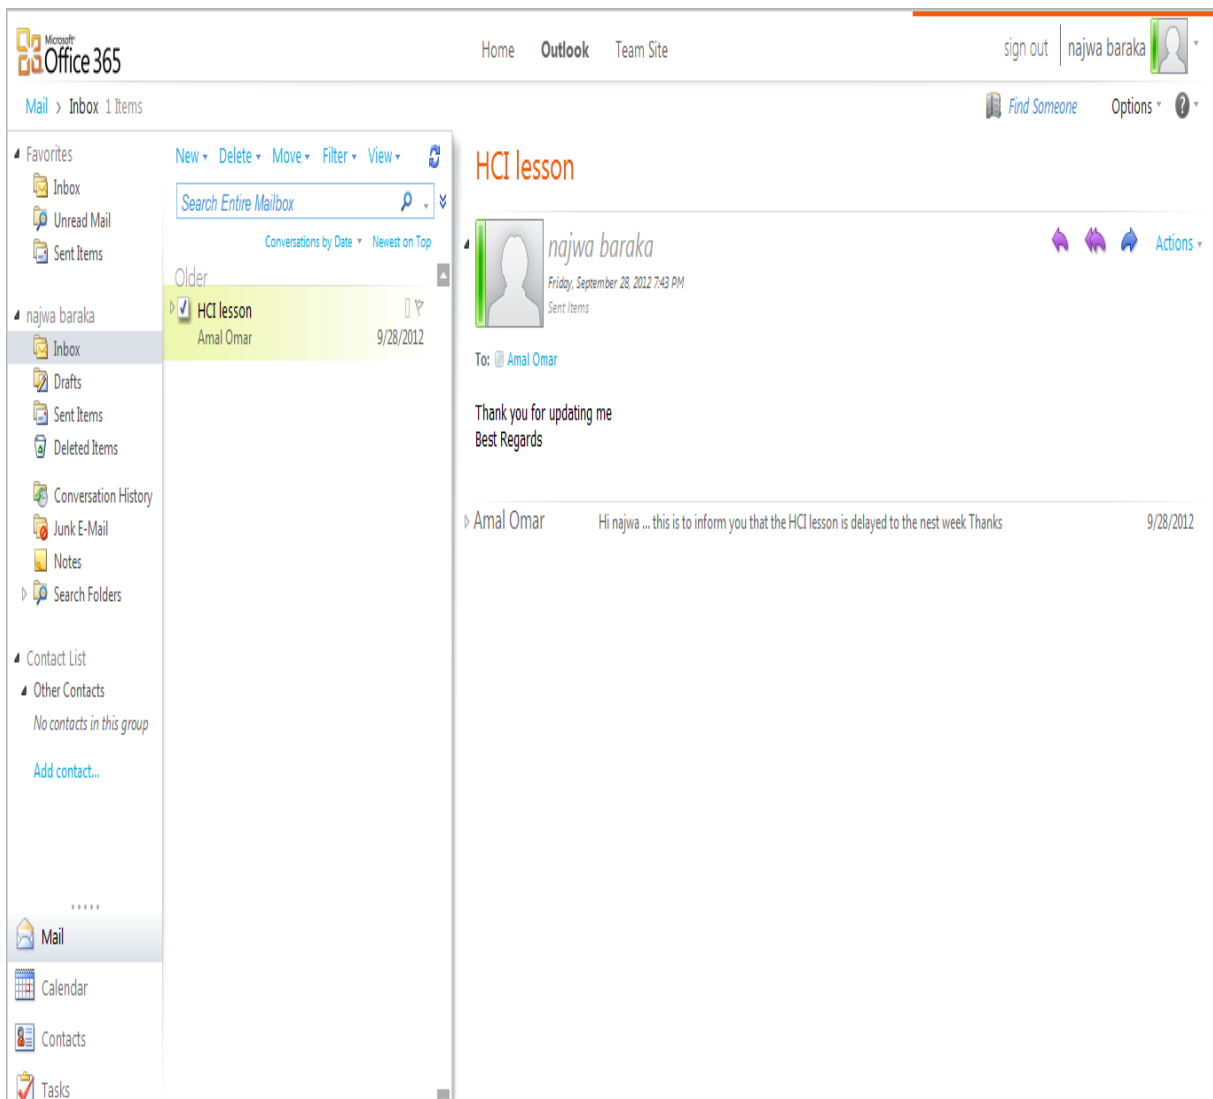 Microsoft
Office 365
Home Outlook Team Site
sign out najwa baraka
Mail > Inbox 1 Items
Find Someone Options
Favorites
Inbox
Unread Mail
Sent Items
najwa baraka
Inbox
Drafts
Sent Items
Deleted Items
Conversation History
Junk E-Mail
Notes
Search Folders
Contact List
Other Contacts
No contacts in this group
Add contact...
Mail
Calendar
Contacts
Tasks
New Delete Move Filter View
Search Entire Mailbox
Conversations by Date Newest on Top
Older
HCI lesson
Amal Omar 9/28/2012
HCI lesson
najwa baraka
Friday, September 28, 2012 7:43 PM
Sent Items
Actions
To: Amal Omar
Thank you for updating me
Best Regards
Amal Omar Hi najwa ... this is to inform you that the HCI lesson is delayed to the nest week Thanks 9/28/2012